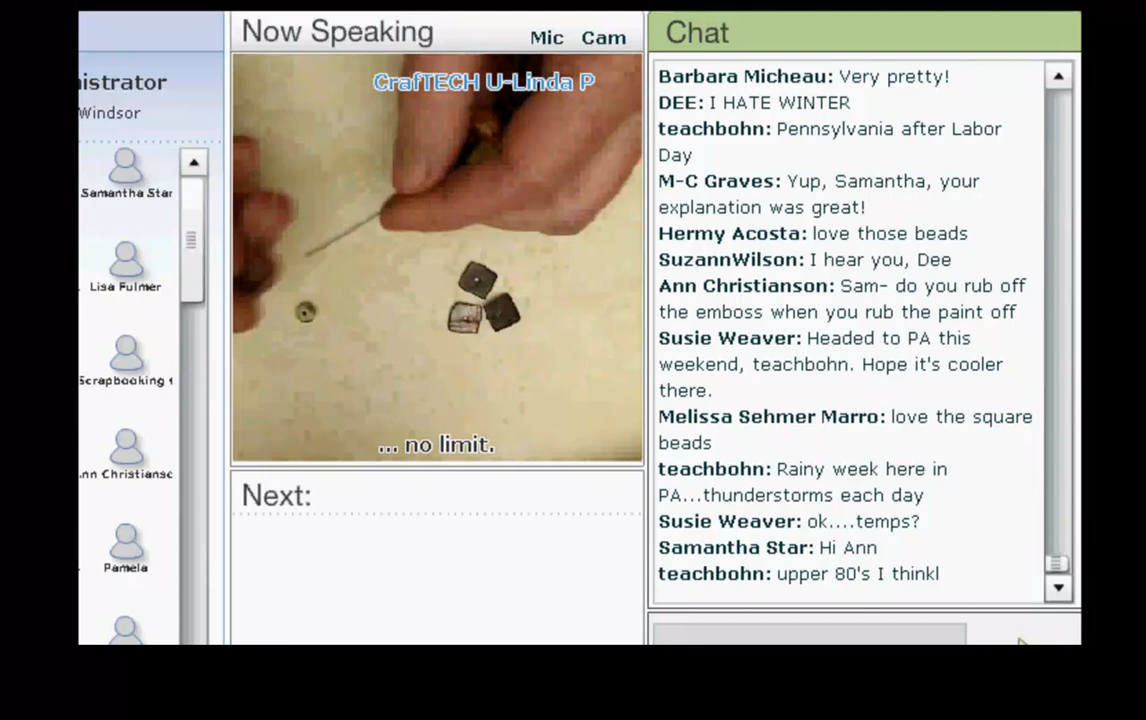 nistrator
Windsor
Samantha Star
Lisa Fulmer
Scrapbooking
nn Christiansc
Pamela
Now Speaking
Mic Cam
CrafTECH U-Linda P
... no limit.
Next:
Chat
Barbara Micheau: Very pretty!
DEE: I HATE WINTER
teachbohn: Pennsylvania after Labor
Day
M-C Graves: Yup, Samantha, your
explanation was great!
Hermy Acosta: love those beads
SuzannWilson: I hear you, Dee
Ann Christianson: Sam- do you rub off
the emboss when you rub the paint off
Susie Weaver: Headed to PA this
weekend, teachbohn. Hope it's cooler
there.
Melissa Sehmer Marro: love the square
beads
teachbohn: Rainy week here in
PA...thunderstorms each day
Susie Weaver: ok....temps?
Samantha Star: Hi Ann
teachbohn: upper 80's I thinkl